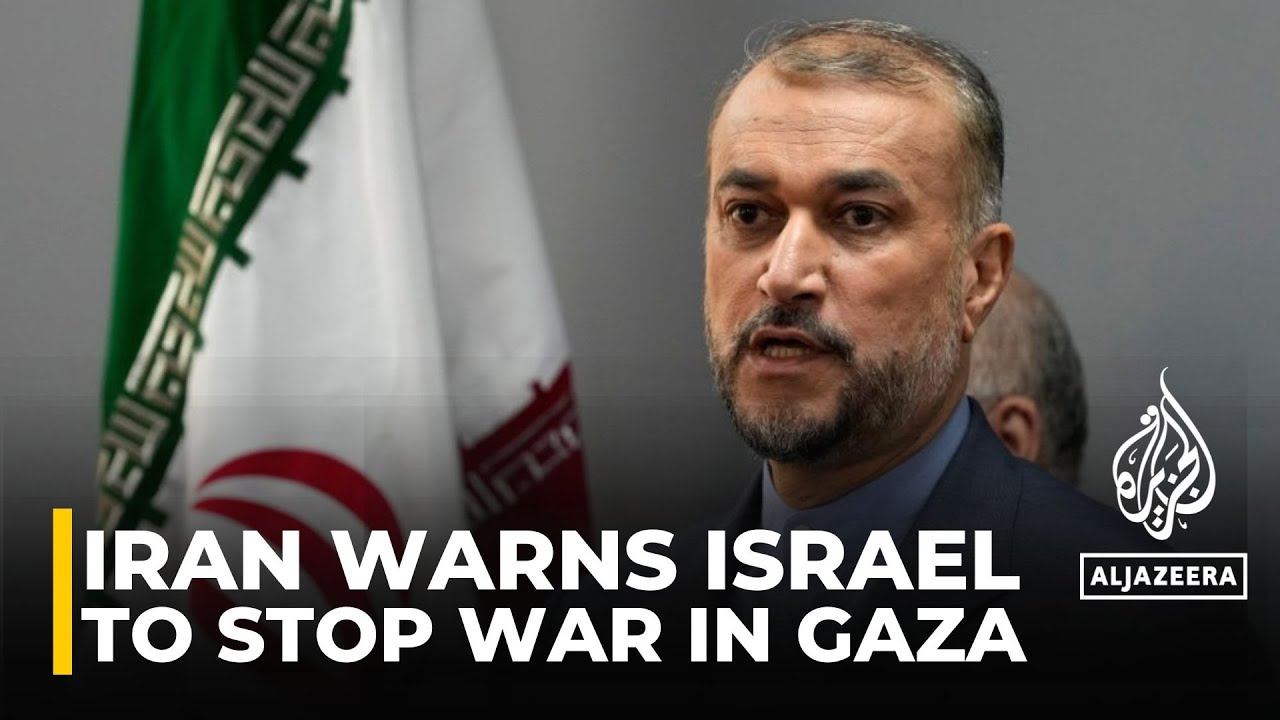 IRAN WARNS ISRAEL
TO STOP WAR IN GAZA
الجزيرة
ALJAZEERA